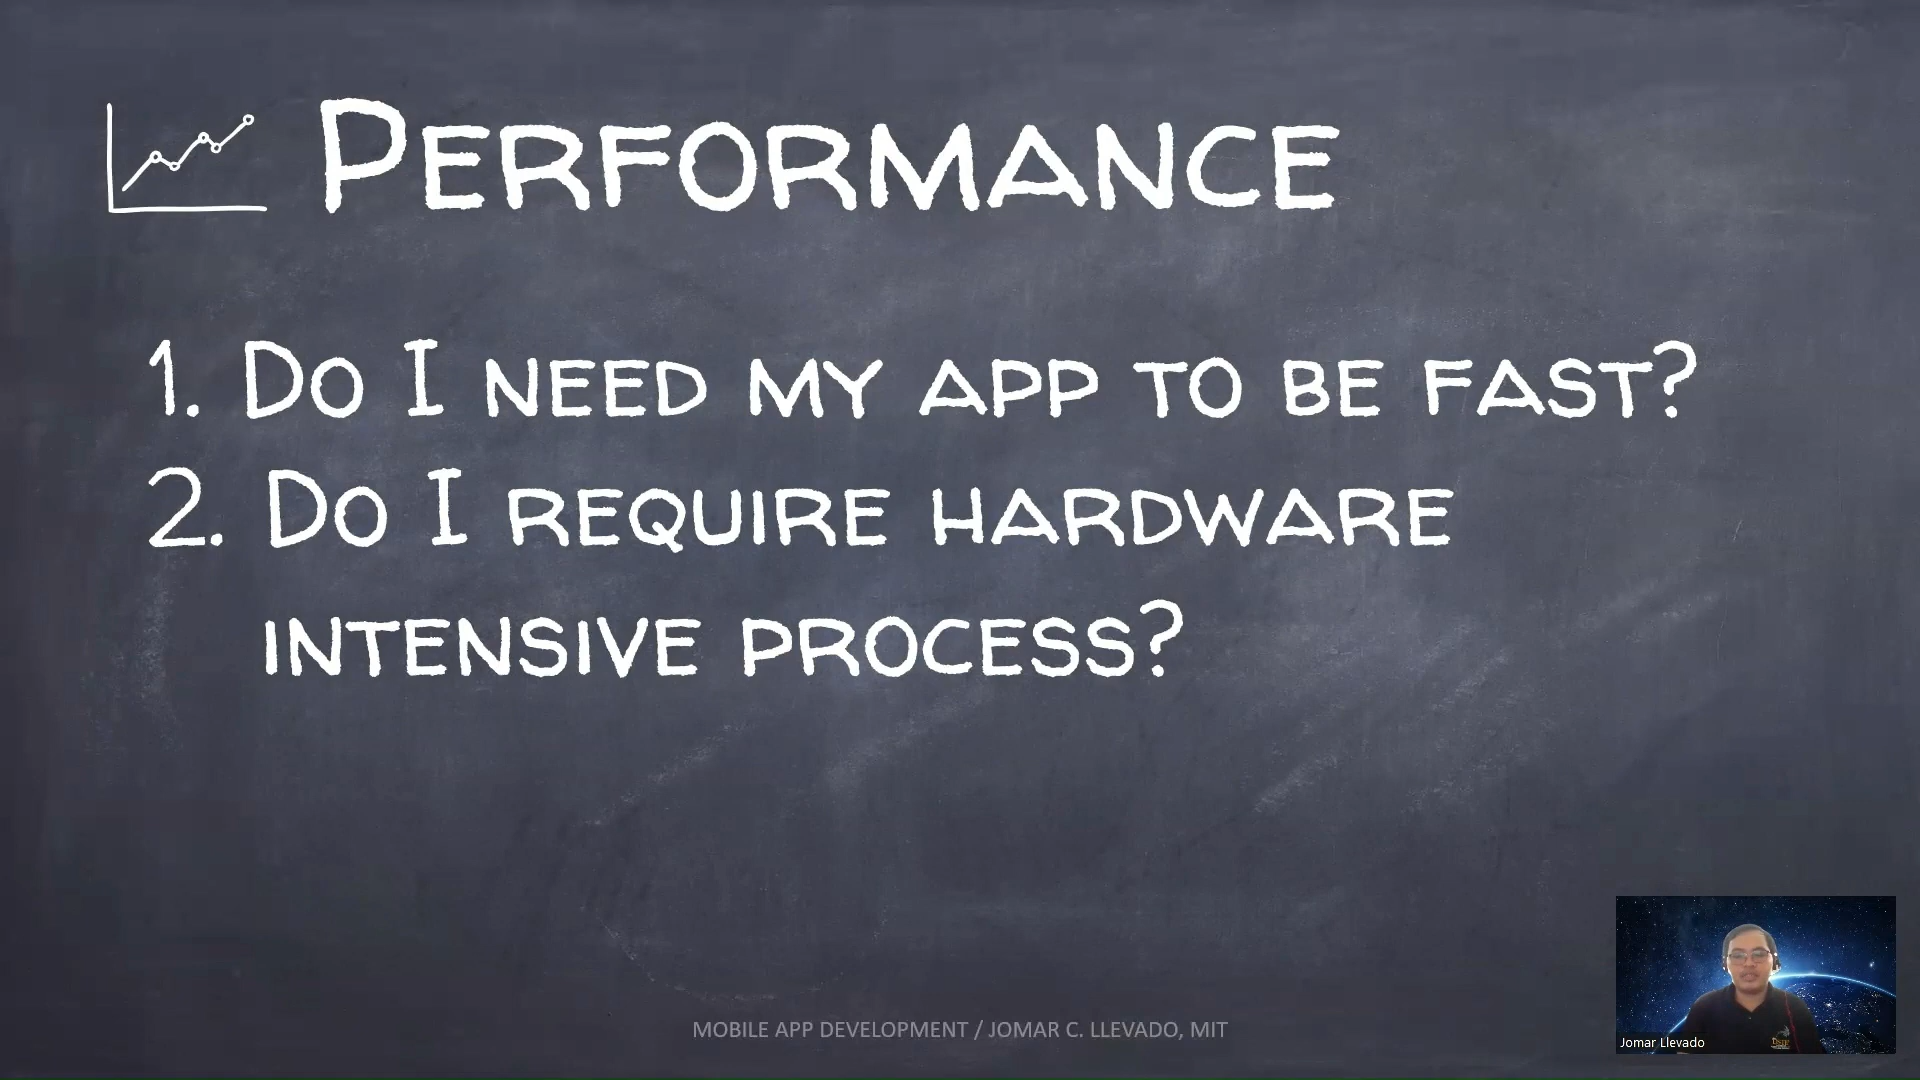 Performance
1. Do I need my app to be fast?
2. Do I require hardware
intensive process?
MOBILE APP DEVELOPMENT / JOMAR C. LLEVADO, MIT
Jomar Llevado